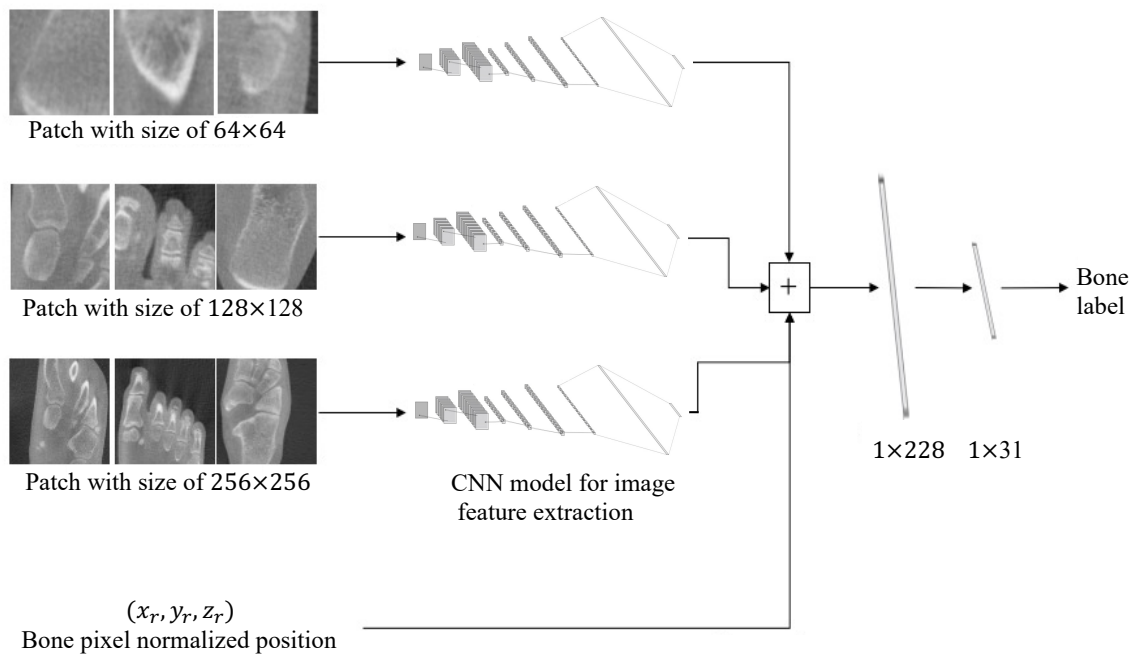 Patch with size of 64×64
Patch with size of 128×128
+
Bone
label
1×228 1×31
Patch with size of 256×256
CNN model for image
feature extraction
(x_r, y_r, z_r)
Bone pixel normalized position